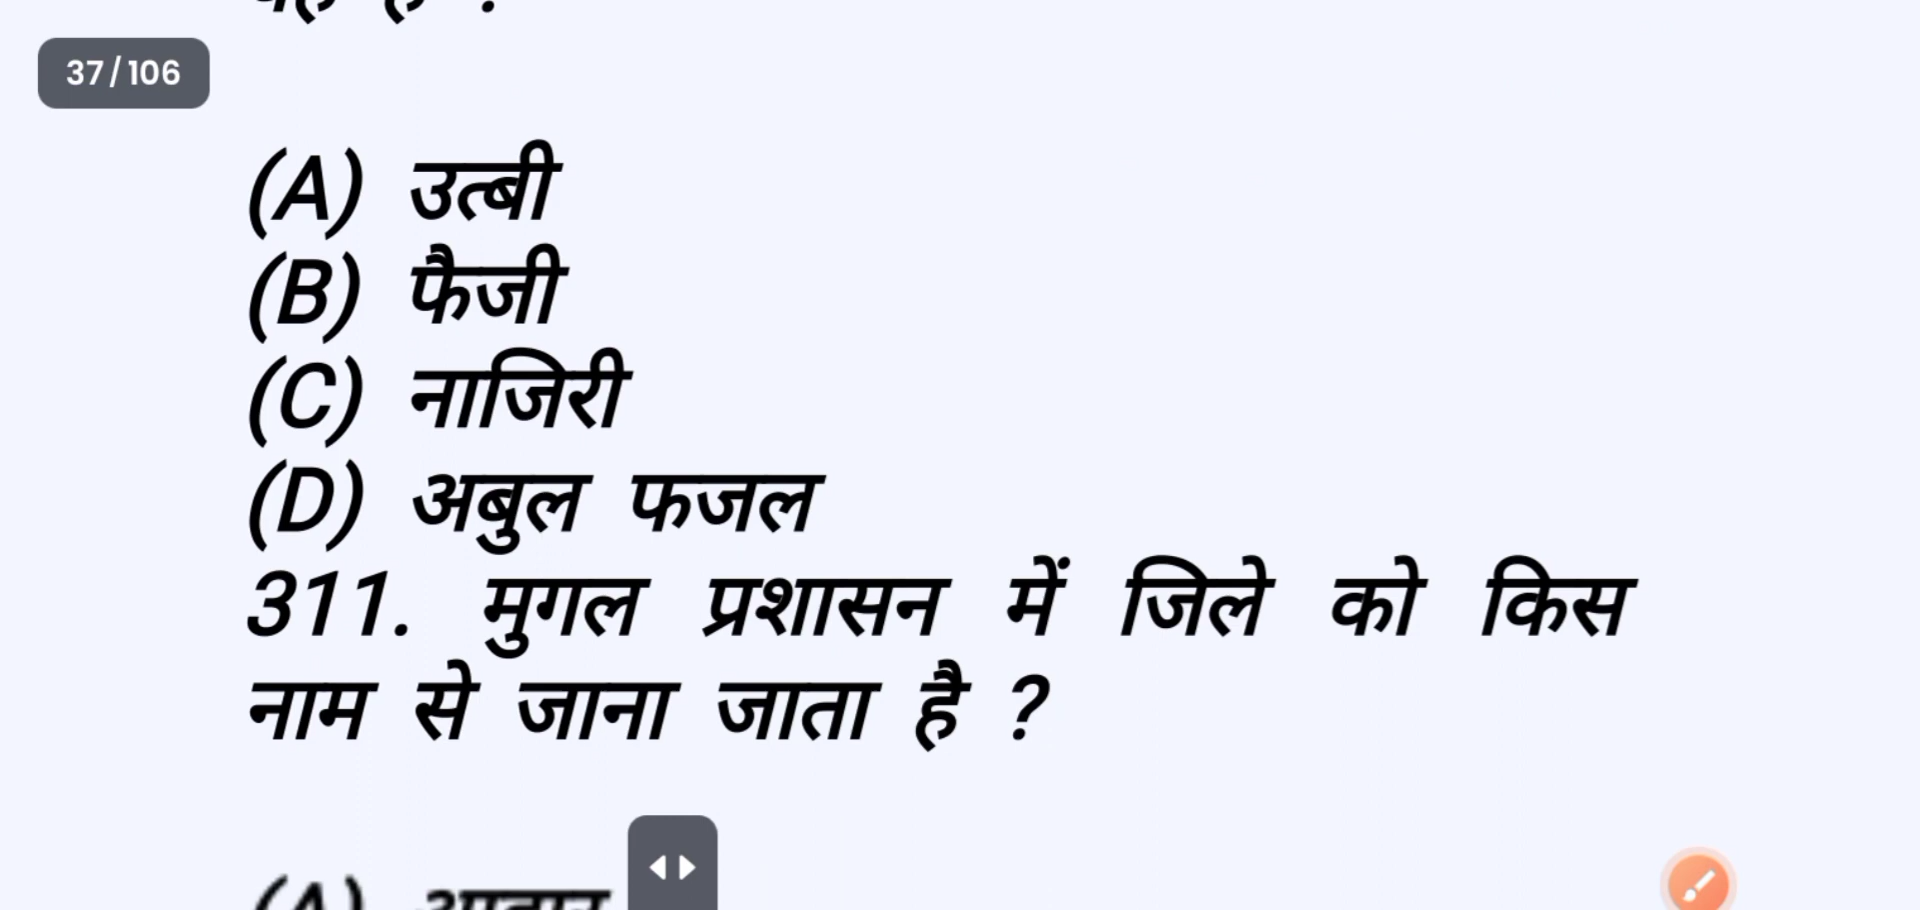 37/106
(A) उत्बी
(B) फैजी
(C) नाजिरी
(D) अबुल फजल
311. मुगल प्रशासन में जिले को किस
नाम से जाना जाता है ?
(A)